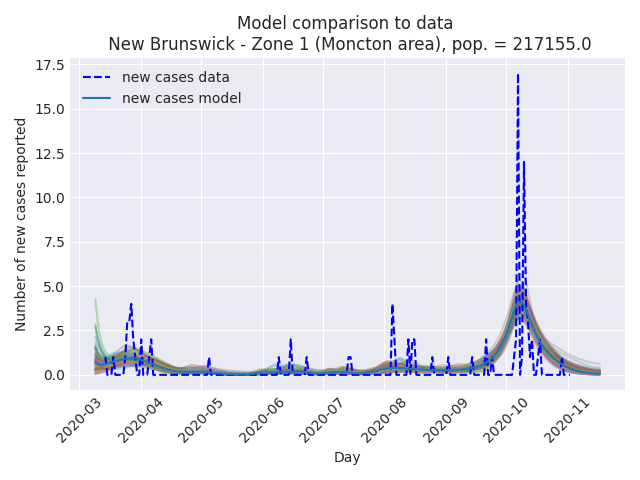 Model comparison to data
New Brunswick - Zone 1 (Moncton area), pop. = 217155.0
new cases data
new cases model
Number of new cases reported
17.5
15.0
12.5
10.0
7.5
5.0
2.5
0.0
2020-03
2020-04
2020-05
2020-06
2020-07
2020-08
2020-09
2020-10
2020-11
Day